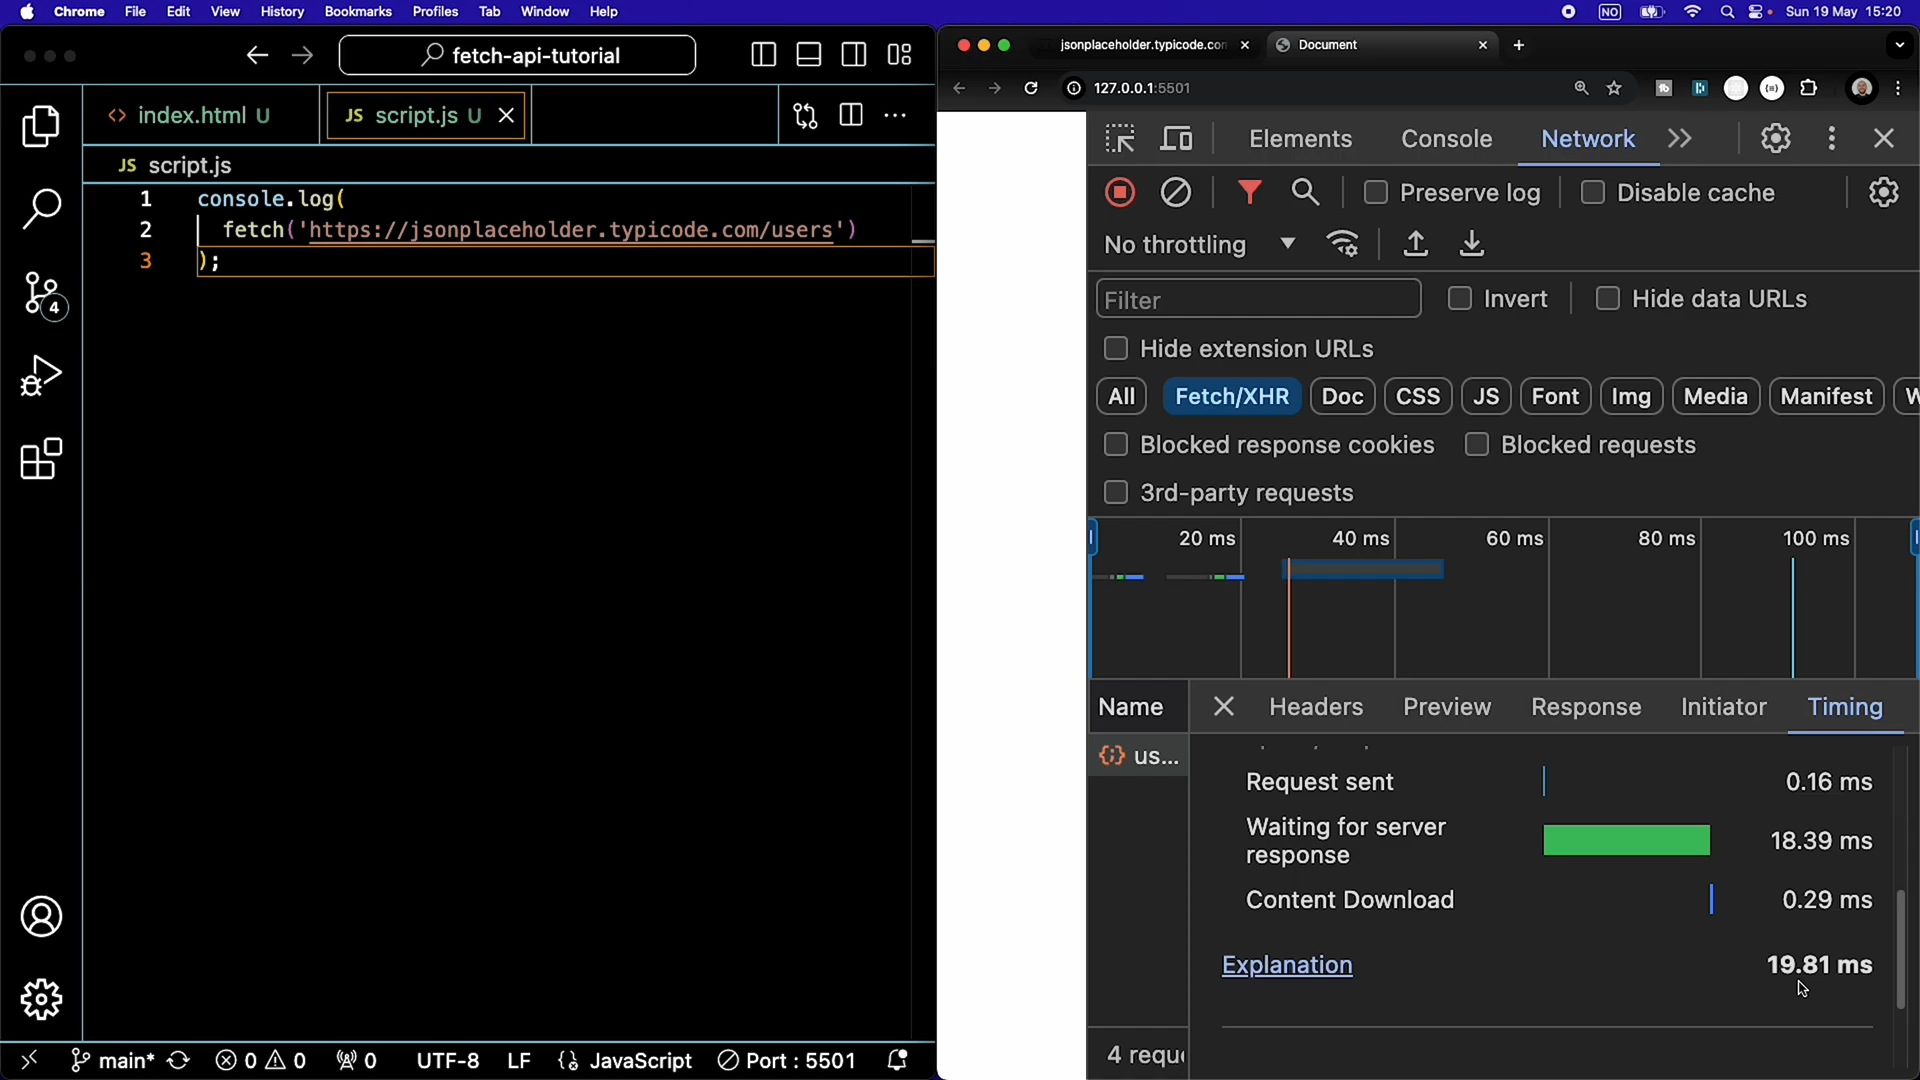 Chrome File Edit View History Bookmarks Profiles Tab Window Help
NO Sun 19 May 15:20
fetch-api-tutorial
index.html U
JS script.js U
JS script.js
1 console.log(
2 fetch('https://jsonplaceholder.typicode.com/users')
3 );
4
main* 0 0 0 UTF-8 LF JavaScript Port : 5501
jsonplaceholder.typicode.con
Document
127.0.0.1:5501
Elements Console Network
Preserve log Disable cache
No throttling
Filter Invert Hide data URLs
Hide extension URLs
All Fetch/XHR Doc CSS JS Font Img Media Manifest W
Blocked response cookies Blocked requests
3rd-party requests
20 ms 40 ms 60 ms 80 ms 100 ms
Name Headers Preview Response Initiator Timing
us...
Request sent 0.16 ms
Waiting for server
response 18.39 ms
Content Download 0.29 ms
Explanation 19.81 ms
4 reque